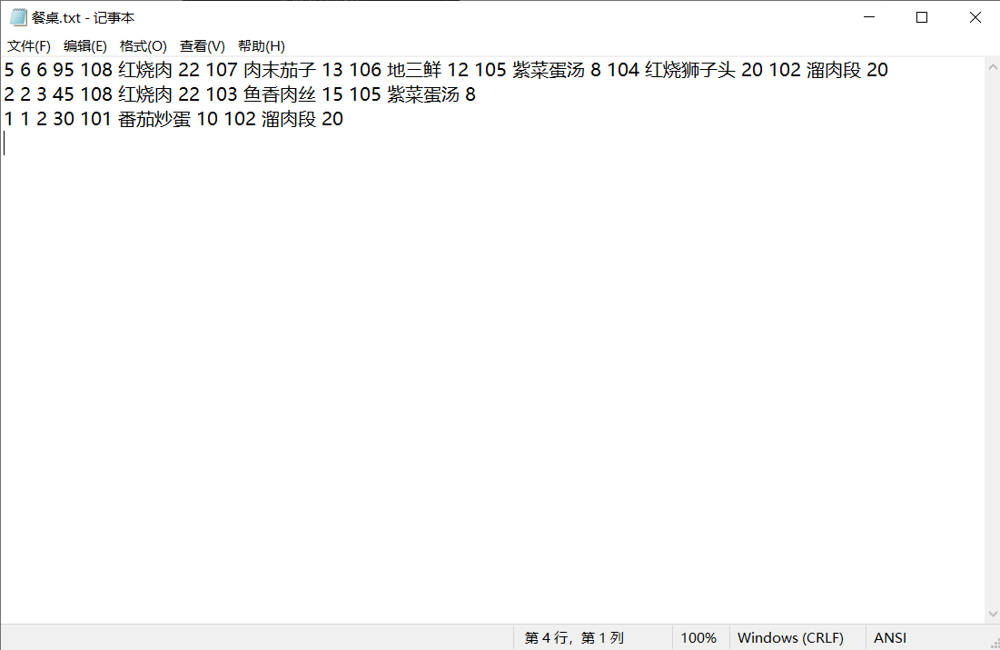 餐桌.txt - 记事本
文件(F) 编辑(E) 格式(O) 查看(V) 帮助(H)
5 6 6 95 108 红烧肉 22 107 肉末茄子 13 106 地三鲜 12 105 紫菜蛋汤 8 104 红烧狮子头 20 102 溜肉段 20
2 2 3 45 108 红烧肉 22 103 鱼香肉丝 15 105 紫菜蛋汤 8
1 1 2 30 101 番茄炒蛋 10 102 溜肉段 20
第 4 行，第 1 列 100% Windows (CRLF) ANSI